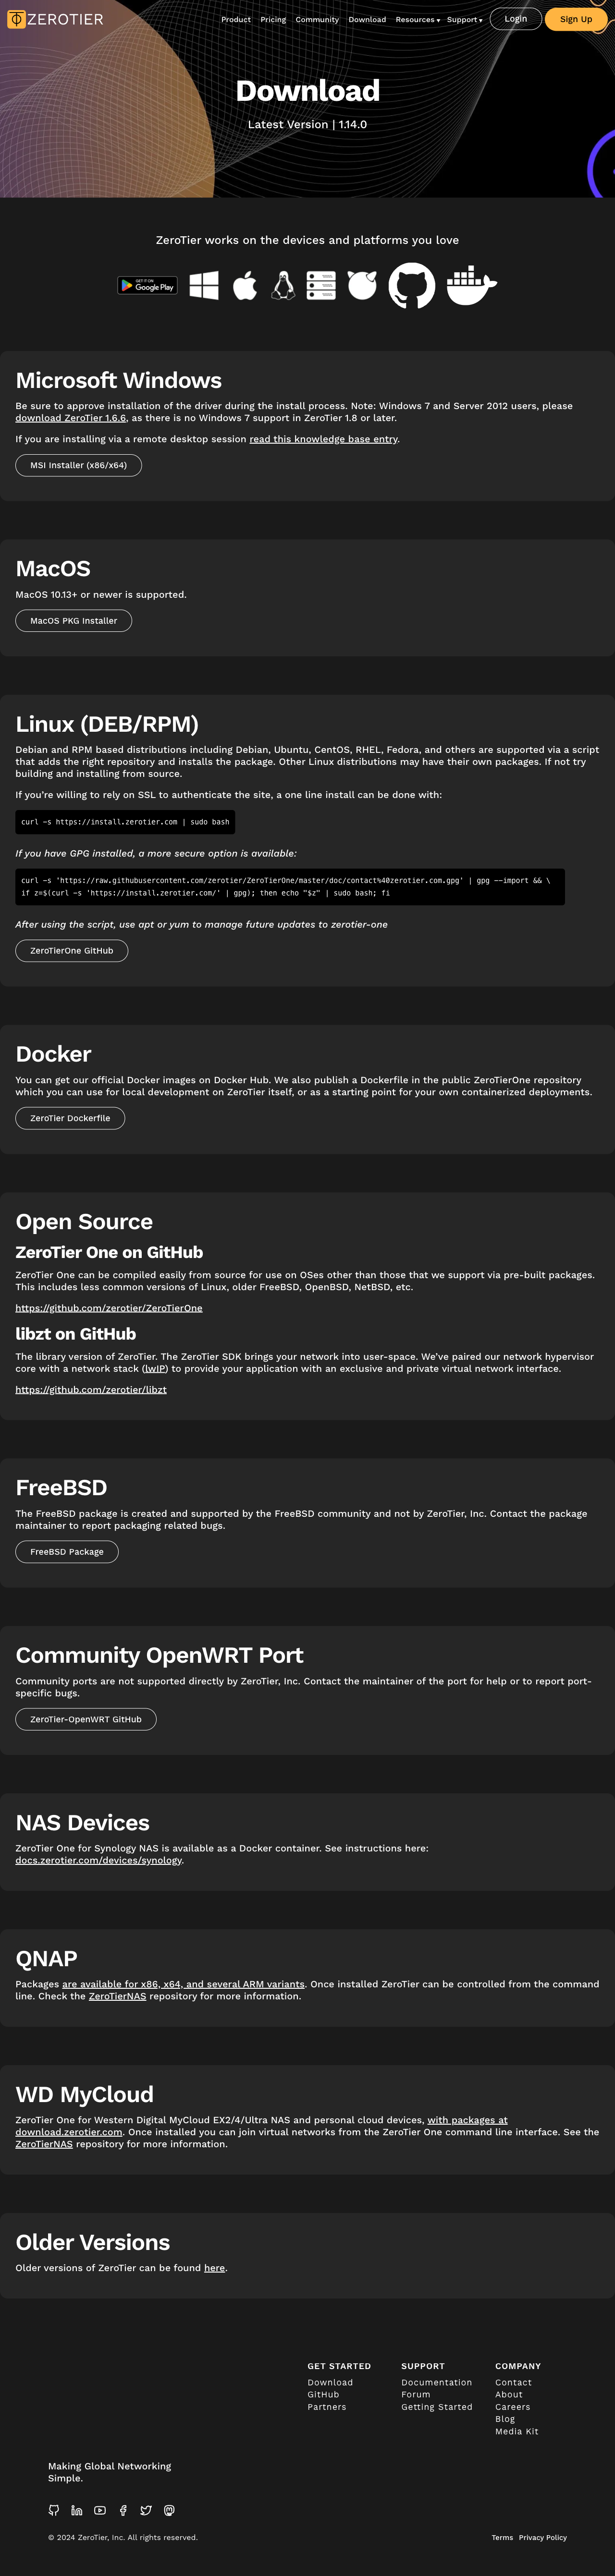 ZEROTIER
Product Pricing Community Download Resources ▾ Support ▾ Login Sign Up
Download
Latest Version | 1.14.0
ZeroTier works on the devices and platforms you love
GET IT ON
Google Play
Microsoft Windows
Be sure to approve installation of the driver during the install process. Note: Windows 7 and Server 2012 users, please
download ZeroTier 1.6.6, as there is no Windows 7 support in ZeroTier 1.8 or later.
If you are installing via a remote desktop session read this knowledge base entry.
MSI Installer (x86/x64)
MacOS
MacOS 10.13+ or newer is supported.
MacOS PKG Installer
Linux (DEB/RPM)
Debian and RPM based distributions including Debian, Ubuntu, CentOS, RHEL, Fedora, and others are supported via a script
that adds the right repository and installs the package. Other Linux distributions may have their own packages. If not try
building and installing from source.
If you're willing to rely on SSL to authenticate the site, a one line install can be done with:
curl -s https://install.zerotier.com | sudo bash
If you have GPG installed, a more secure option is available:
curl -s 'https://raw.githubusercontent.com/zerotier/ZeroTierOne/master/doc/contact%40zerotier.com.gpg' | gpg --import && \
if z=$(curl -s 'https://install.zerotier.com/' | gpg); then echo "$z" | sudo bash; fi
After using the script, use apt or yum to manage future updates to zerotier-one
ZeroTierOne GitHub
Docker
You can get our official Docker images on Docker Hub. We also publish a Dockerfile in the public ZeroTierOne repository
which you can use for local development on ZeroTier itself, or as a starting point for your own containerized deployments.
ZeroTier Dockerfile
Open Source
ZeroTier One on GitHub
ZeroTier One can be compiled easily from source for use on OSes other than those that we support via pre-built packages.
This includes less common versions of Linux, older FreeBSD, OpenBSD, NetBSD, etc.
https://github.com/zerotier/ZeroTierOne
libzt on GitHub
The library version of ZeroTier. The ZeroTier SDK brings your network into user-space. We've paired our network hypervisor
core with a network stack (lwIP) to provide your application with an exclusive and private virtual network interface.
https://github.com/zerotier/libzt
FreeBSD
The FreeBSD package is created and supported by the FreeBSD community and not by ZeroTier, Inc. Contact the package
maintainer to report packaging related bugs.
FreeBSD Package
Community OpenWRT Port
Community ports are not supported directly by ZeroTier, Inc. Contact the maintainer of the port for help or to report port-
specific bugs.
ZeroTier-OpenWRT GitHub
NAS Devices
ZeroTier One for Synology NAS is available as a Docker container. See instructions here:
docs.zerotier.com/devices/synology.
QNAP
Packages are available for x86, x64, and several ARM variants. Once installed ZeroTier can be controlled from the command
line. Check the ZeroTierNAS repository for more information.
WD MyCloud
ZeroTier One for Western Digital MyCloud EX2/4/Ultra NAS and personal cloud devices, with packages at
download.zerotier.com. Once installed you can join virtual networks from the ZeroTier One command line interface. See the
ZeroTierNAS repository for more information.
Older Versions
Older versions of ZeroTier can be found here.
GET STARTED
Download
GitHub
Partners
SUPPORT
Documentation
Forum
Getting Started
COMPANY
Contact
About
Careers
Blog
Media Kit
Making Global Networking
Simple.
© 2024 ZeroTier, Inc. All rights reserved.
Terms Privacy Policy